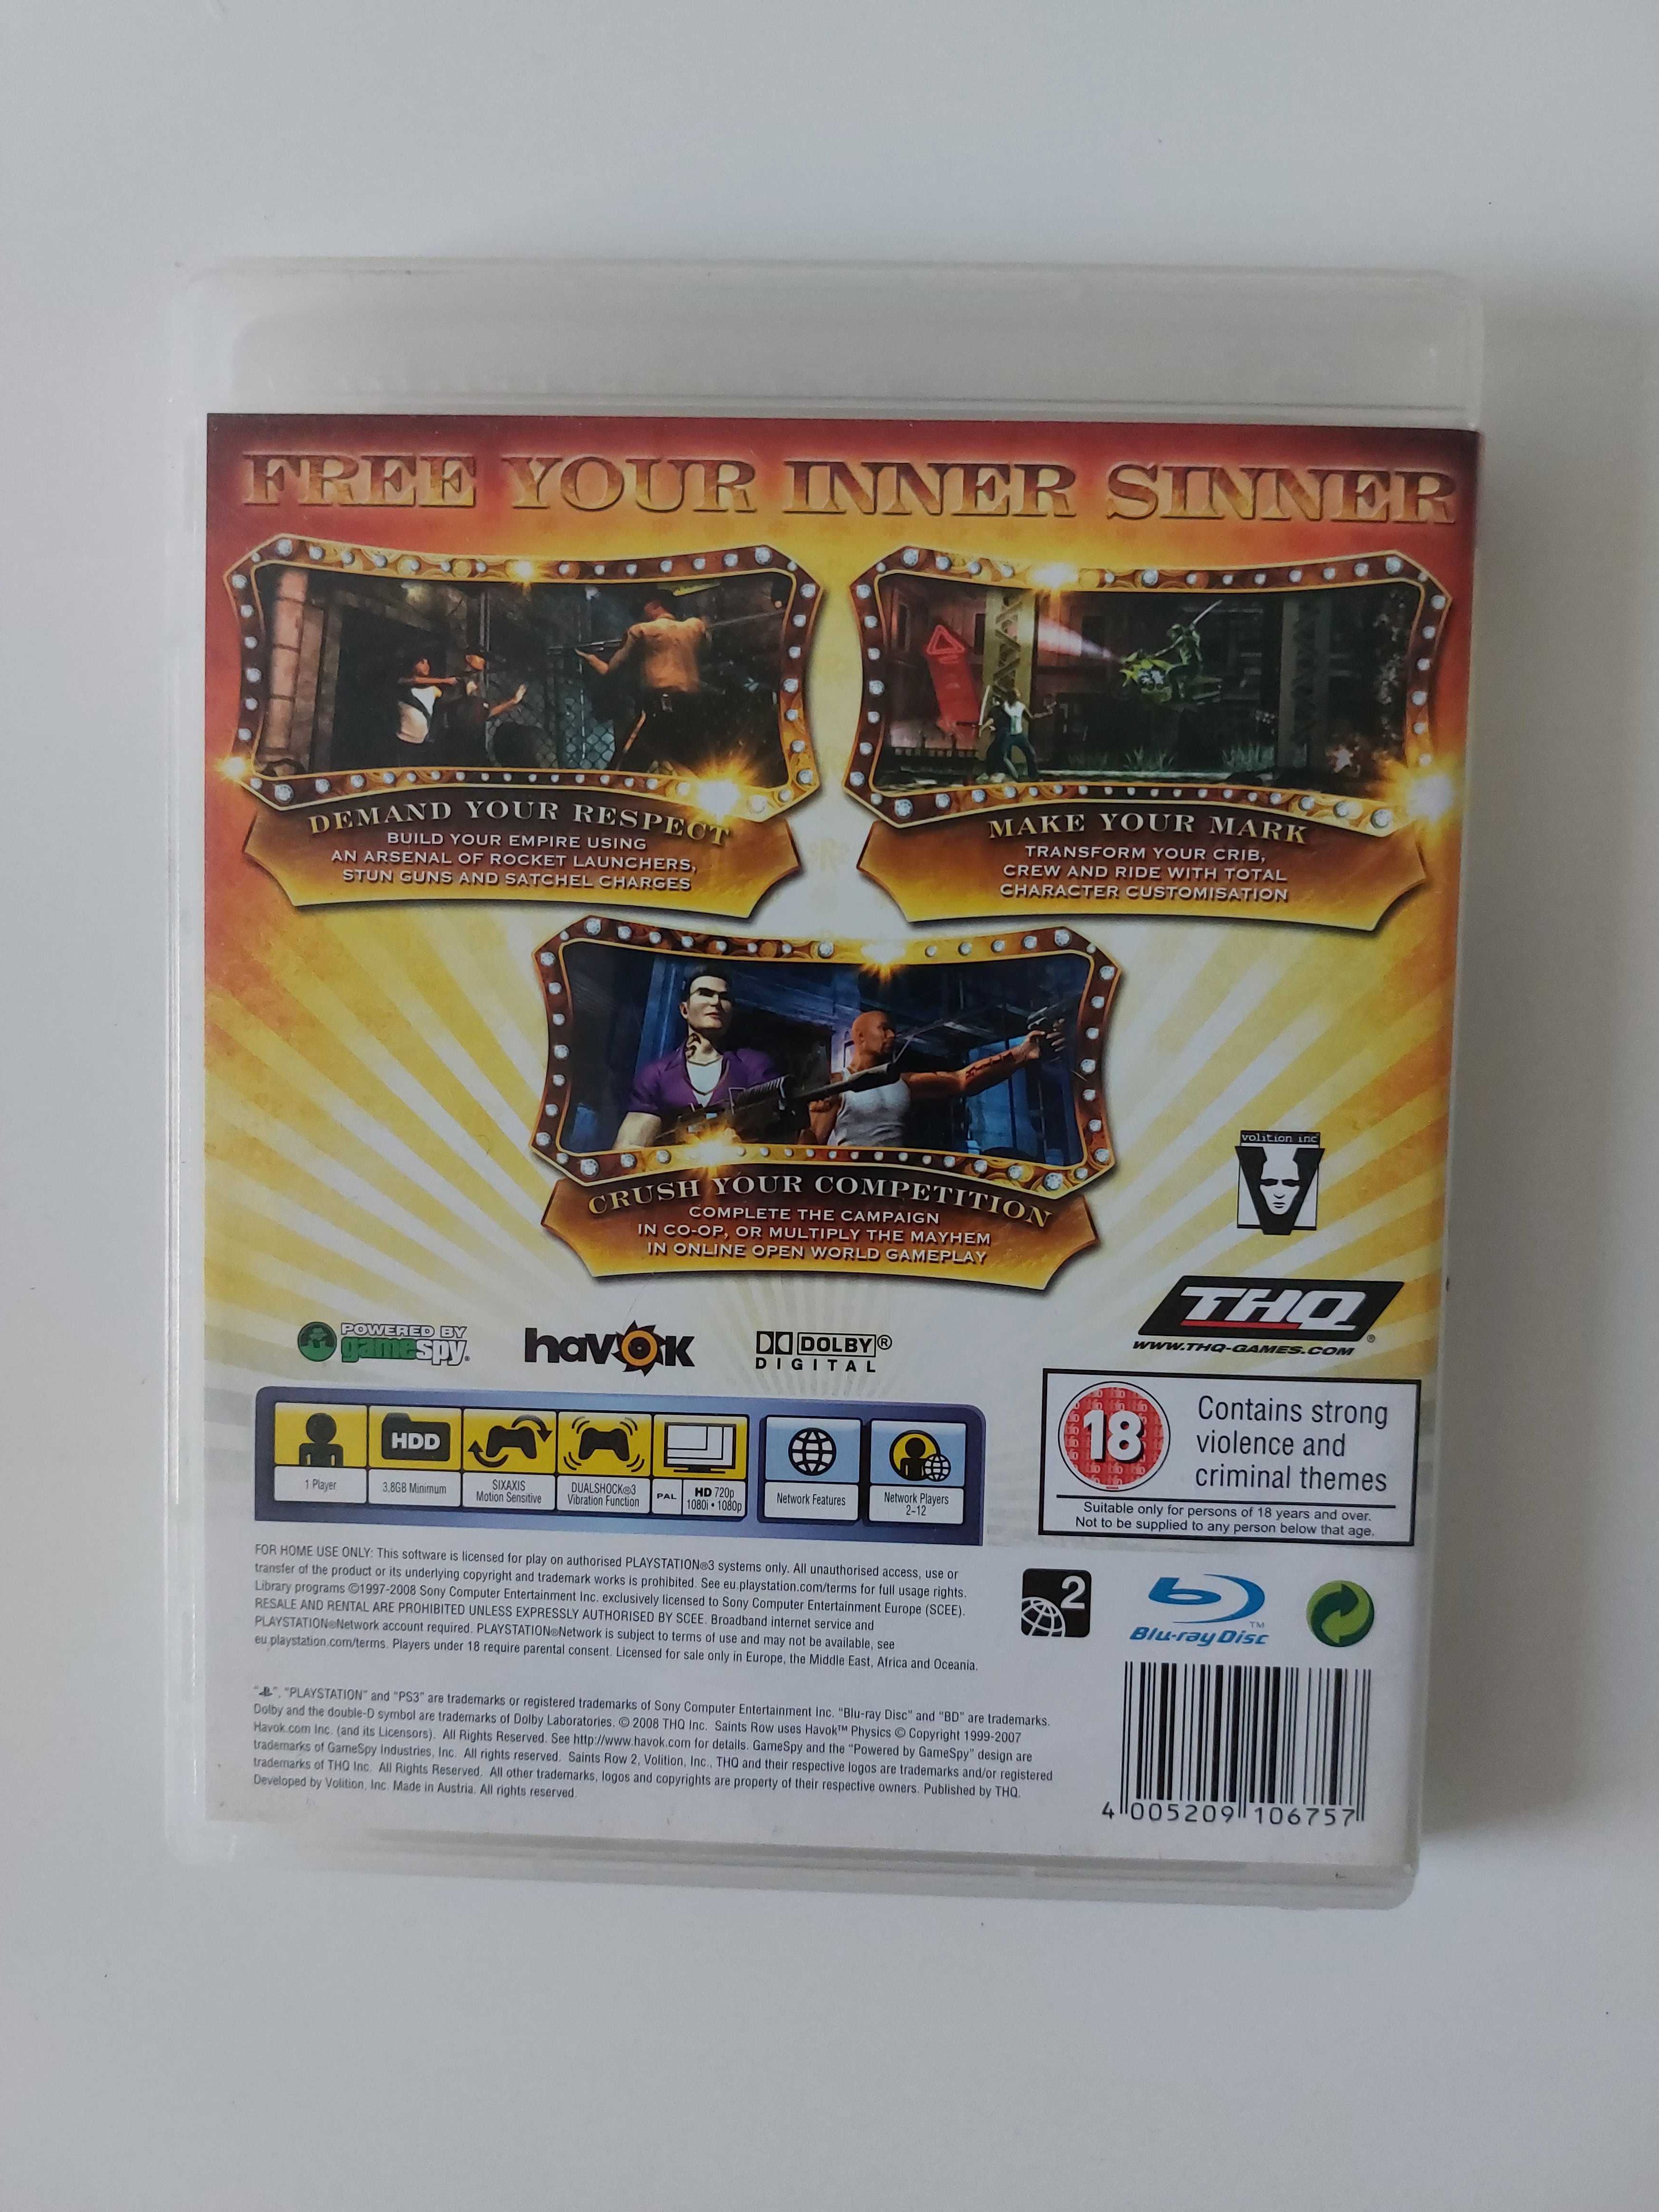 FREE YOUR INNER SINNER
DEMAND YOUR RESPECT
BUILD YOUR EMPIRE USING
AN ARSENAL OF ROCKET LAUNCHERS,
STUN GUNS AND SATCHEL CHARGES
MAKE YOUR MARK
TRANSFORM YOUR CRIB,
CREW AND RIDE WITH TOTAL
CHARACTER CUSTOMISATION
CRUSH YOUR COMPETITION
COMPLETE THE CAMPAIGN
IN CO-OP, OR MULTIPLY THE MAYHEM
IN ONLINE OPEN WORLD GAMEPLAY
volition inc
THQ
WWW.THQ-GAMES.COM
POWERED BY
gamespy
havok
DOLBY®
DIGITAL
HDD
1 Player
3.8GB Minimum
SIXAXIS
Motion Sensitive
DUALSHOCK®3
Vibration Function
PAL
HD 720p
1080i • 1080p
Network Features
Network Players
2-12
18
Contains strong
violence and
criminal themes
Suitable only for persons of 18 years and over.
Not to be supplied to any person below that age.
FOR HOME USE ONLY: This software is licensed for play on authorised PLAYSTATION®3 systems only. All unauthorised access, use or
transfer of the product or its underlying copyright and trademark works is prohibited. See eu.playstation.com/terms for full usage rights.
Library programs ©1997-2008 Sony Computer Entertainment Inc. exclusively licensed to Sony Computer Entertainment Europe (SCEE).
RESALE AND RENTAL ARE PROHIBITED UNLESS EXPRESSLY AUTHORISED BY SCEE. Broadband internet service and
PLAYSTATION®Network account required. PLAYSTATION®Network is subject to terms of use and may not be available, see
eu.playstation.com/terms. Players under 18 require parental consent. Licensed for sale only in Europe, the Middle East, Africa and Oceania.
2
Blu-ray Disc
TM
", "PLAYSTATION" and "PS3" are trademarks or registered trademarks of Sony Computer Entertainment Inc. "Blu-ray Disc" and "BD" are trademarks.
Dolby and the double-D symbol are trademarks of Dolby Laboratories. © 2008 THQ Inc. Saints Row uses Havok™ Physics © Copyright 1999-2007
Havok.com Inc. (and its Licensors). All Rights Reserved. See http://www.havok.com for details. GameSpy and the "Powered by GameSpy" design are
trademarks of GameSpy Industries, Inc. All rights reserved. Saints Row 2, Volition, Inc., THQ and their respective logos are trademarks and/or registered
trademarks of THQ Inc. All Rights Reserved. All other trademarks, logos and copyrights are property of their respective owners. Published by THQ.
Developed by Volition, Inc. Made in Austria. All rights reserved.
4 005209 106757